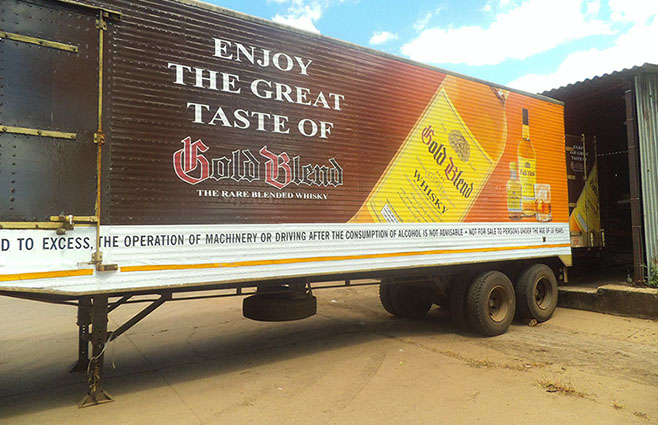 ENJOY
THE GREAT
TASTE OF
Gold Blend
THE RARE BLENDED WHISKY
Gold Blend
WHISKY
D TO EXCESS, THE OPERATION OF MACHINERY OR DRIVING AFTER THE CONSUMPTION OF ALCOHOL IS NOT ADVISABLE • NOT FOR SALE TO PERSONS UNDER THE AGE OF 18 YEARS
ENJOY